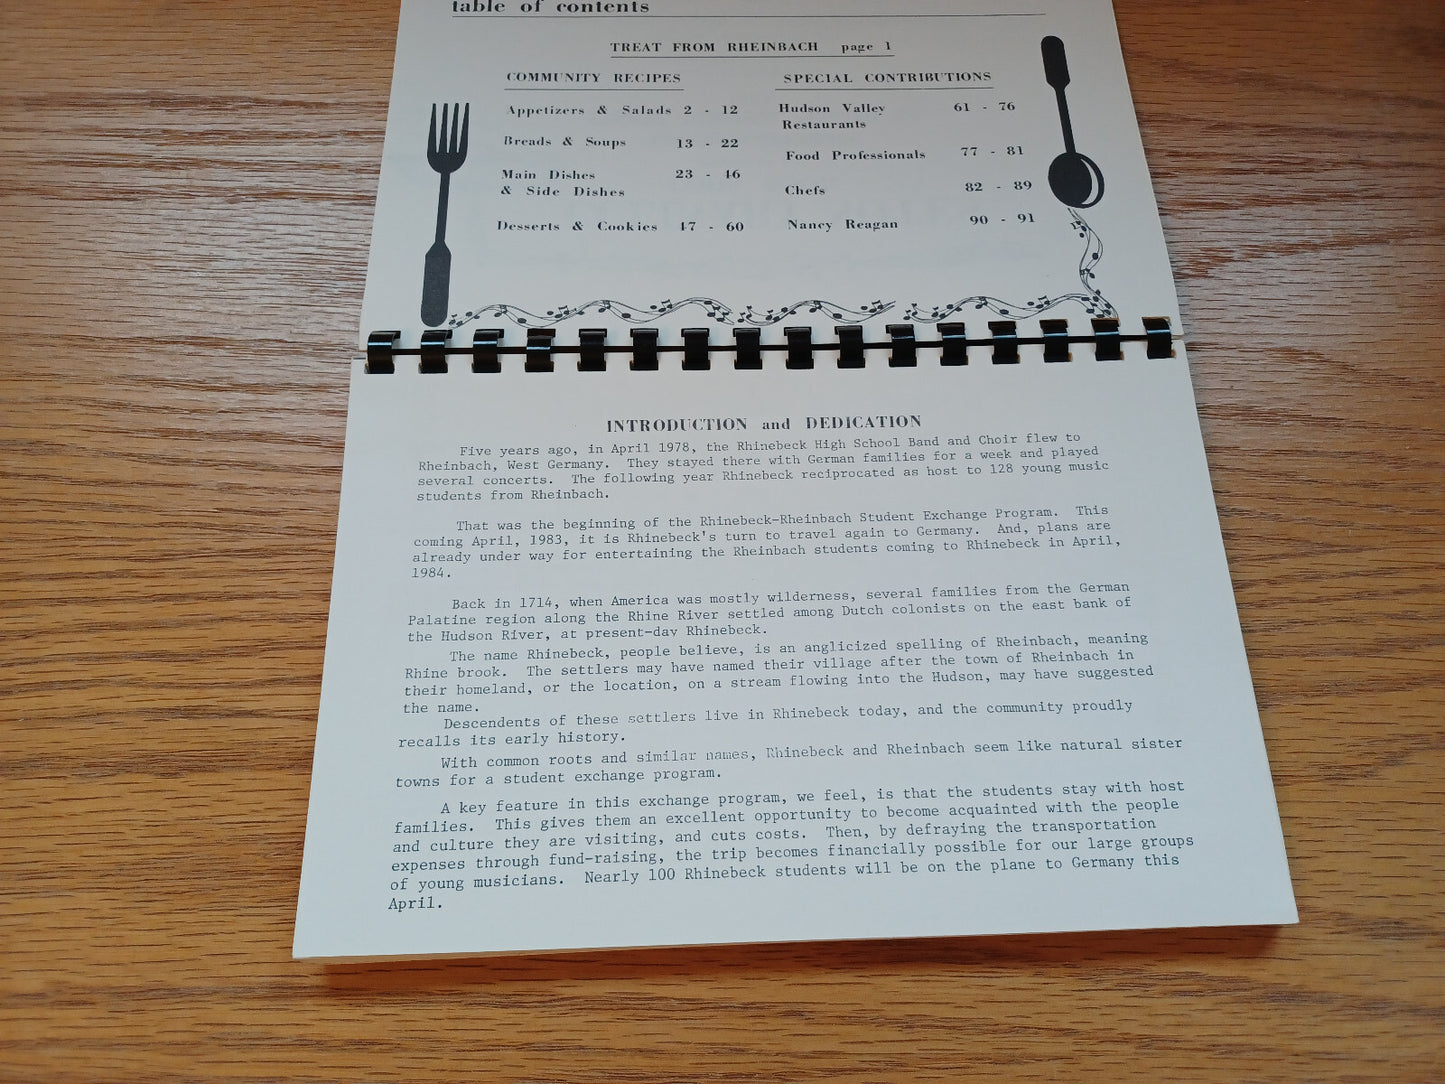 table of contents
TREAT FROM RHEINBACH page 1
COMMUNITY RECIPES
Appetizers & Salads 2 - 12
Breads & Soups 13 - 22
Main Dishes 23 - 46
& Side Dishes
Desserts & Cookies 47 - 60
SPECIAL CONTRIBUTIONS
Hudson Valley 61 - 76
Restaurants
Food Professionals 77 - 81
Chefs 82 - 89
Nancy Reagan 90 - 91
INTRODUCTION and DEDICATION
Five years ago, in April 1978, the Rhinebeck High School Band and Choir flew to
Rheinbach, West Germany. They stayed there with German families for a week and played
several concerts. The following year Rhinebeck reciprocated as host to 128 young music
students from Rheinbach.
That was the beginning of the Rhinebeck-Rheinbach Student Exchange Program. This
coming April, 1983, it is Rhinebeck's turn to travel again to Germany. And, plans are
already under way for entertaining the Rheinbach students coming to Rhinebeck in April,
1984.
Back in 1714, when America was mostly wilderness, several families from the German
Palatine region along the Rhine River settled among Dutch colonists on the east bank of
the Hudson River, at present-day Rhinebeck.
The name Rhinebeck, people believe, is an anglicized spelling of Rheinbach, meaning
Rhine brook. The settlers may have named their village after the town of Rheinbach in
their homeland, or the location, on a stream flowing into the Hudson, may have suggested
the name.
Descendents of these settlers live in Rhinebeck today, and the community proudly
recalls its early history.
With common roots and similar names, Rhinebeck and Rheinbach seem like natural sister
towns for a student exchange program.
A key feature in this exchange program, we feel, is that the students stay with host
families. This gives them an excellent opportunity to become acquainted with the people
and culture they are visiting, and cuts costs. Then, by defraying the transportation
expenses through fund-raising, the trip becomes financially possible for our large groups
of young musicians. Nearly 100 Rhinebeck students will be on the plane to Germany this
April.